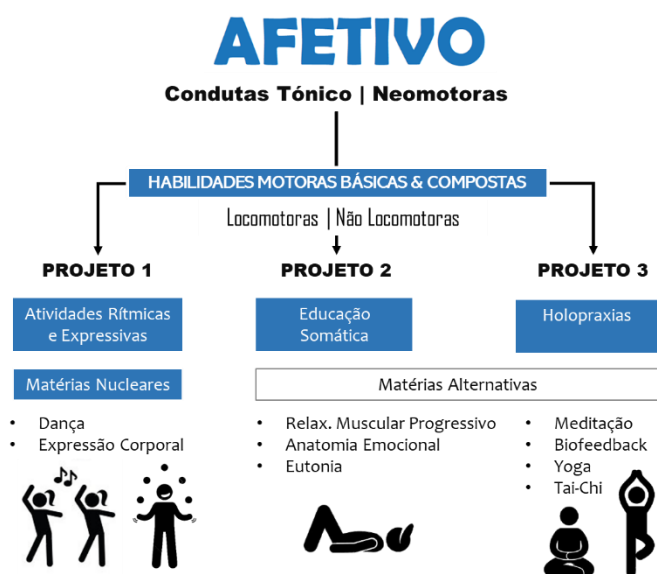 AFETIVO
Condutas Tónico | Neomotoras
HABILIDADES MOTORAS BÁSICAS & COMPOSTAS
Locomotoras | Não Locomotoras
PROJETO 1
Atividades Rítmicas
e Expressivas
Matérias Nucleares
• Dança
• Expressão Corporal
PROJETO 2
Educação
Somática
PROJETO 3
Holopraxias
Matérias Alternativas
• Relax. Muscular Progressivo
• Anatomia Emocional
• Eutonia
• Meditação
• Biofeedback
• Yoga
• Tai-Chi